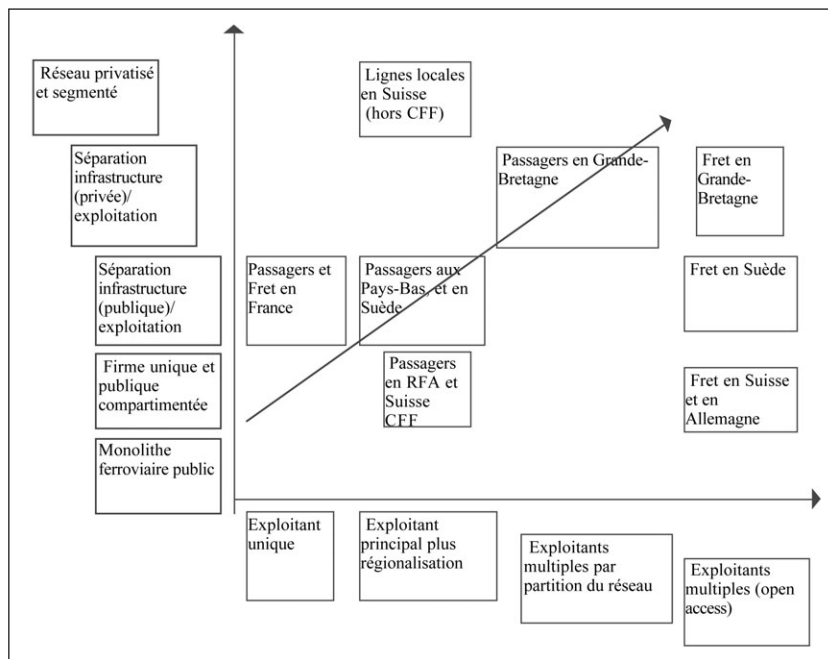 Réseau privatisé
et segmenté
Lignes locales
en Suisse
(hors CFF)
Séparation
infrastructure
(privée)/
exploitation
Passagers en Grande-
Bretagne
Fret en
Grande-
Bretagne
Séparation
infrastructure
(publique)/
exploitation
Passagers et
Fret en
France
Passagers aux
Pays-Bas, et en
Suède
Fret en Suède
Firme unique et
publique
compartimentée
Passagers
en RFA et
Suisse
CFF
Fret en Suisse
et en
Allemagne
Monolithe
ferroviaire public
Exploitant
unique
Exploitant
principal plus
régionalisation
Exploitants
multiples par
partition du réseau
Exploitants
multiples (open
access)